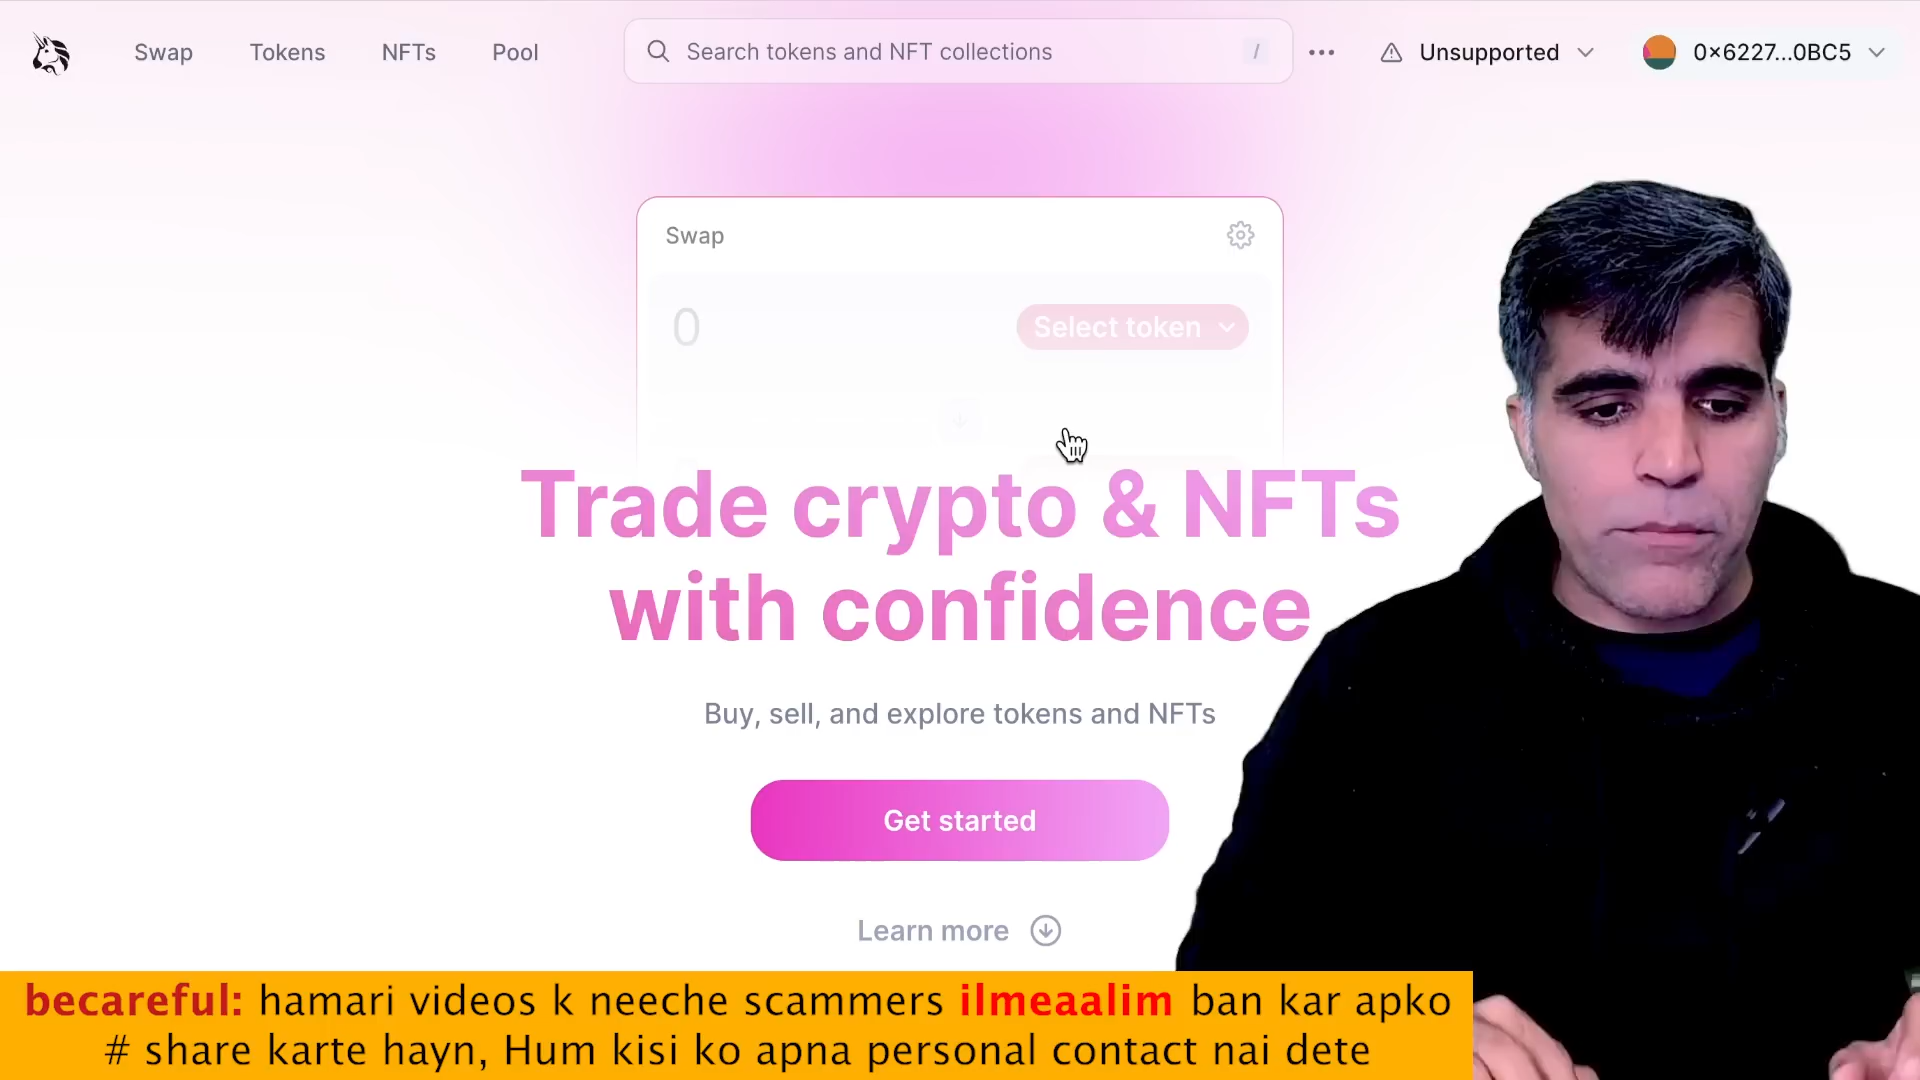 Swap
Tokens
NFTs
Pool
Search tokens and NFT collections
/
Unsupported
0×6227...0BC5
Swap
0
Select token
Trade crypto & NFTs
with confidence
Buy, sell, and explore tokens and NFTs
Get started
Learn more
becareful: hamari videos k neeche scammers ilmeaalim ban kar apko
# share karte hayn, Hum kisi ko apna personal contact nai dete